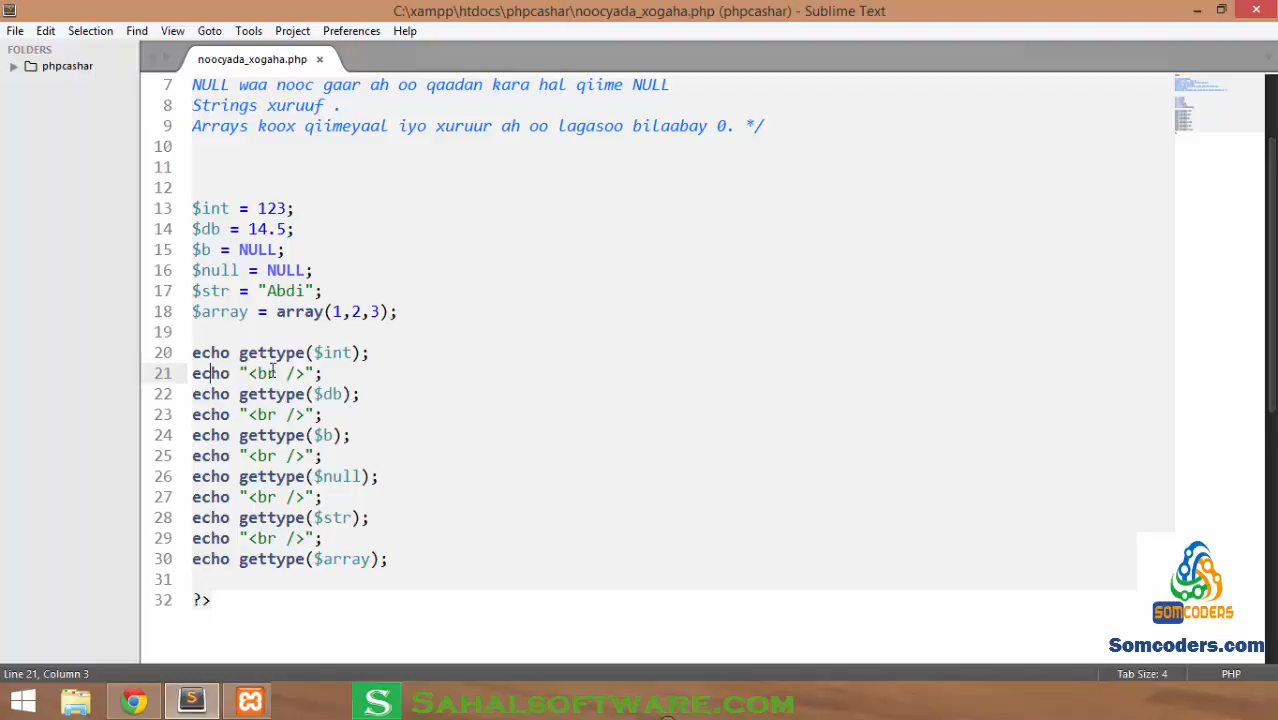 C:\xampp\htdocs\phpcashar\noocyada_xogaha.php (phpcashar) - Sublime Text
File Edit Selection Find View Goto Tools Project Preferences Help
FOLDERS
phpcashar
noocyada_xogaha.php ×
7 NULL waa nooc gaar ah oo qaadan kara hal qiime NULL
8 Strings xuruuf .
9 Arrays koox qiimeyaal iyo xuruur ah oo lagasoo bilaabay 0. */
10
11
12
13 $int = 123;
14 $db = 14.5;
15 $b = NULL;
16 $null = NULL;
17 $str = "Abdi";
18 $array = array(1,2,3);
19
20 echo gettype($int);
21 echo "<br />";
22 echo gettype($db);
23 echo "<br />";
24 echo gettype($b);
25 echo "<br />";
26 echo gettype($null);
27 echo "<br />";
28 echo gettype($str);
29 echo "<br />";
30 echo gettype($array);
31
32 ?>
SOMCODERS
Somcoders.com
Line 21, Column 3 Tab Size: 4 PHP
S SAHALSOFTWARE.COM